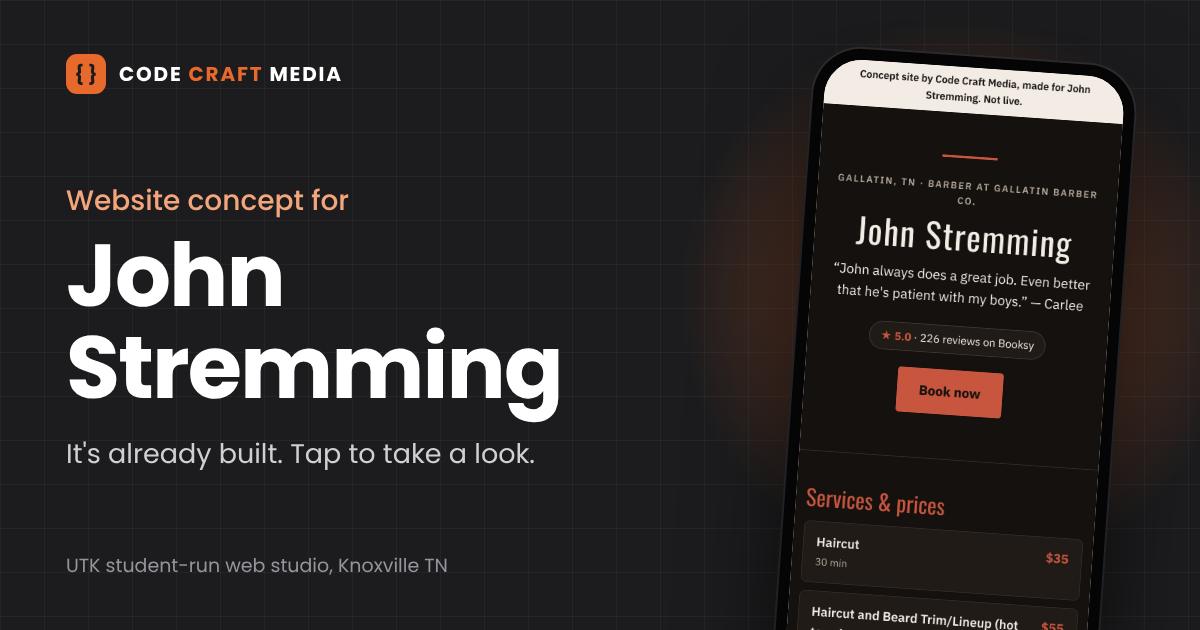 { } CODE CRAFT MEDIA
Website concept for
John
Stremming
It's already built. Tap to take a look.
UTK student-run web studio, Knoxville TN
Concept site by Code Craft Media, made for John
Stremming. Not live.
GALLATIN, TN · BARBER AT GALLATIN BARBER
CO.
John Stremming
“John always does a great job. Even better
that he's patient with my boys.” — Carlee
★ 5.0 · 226 reviews on Booksy
Book now
Services & prices
Haircut
$35
30 min
Haircut and Beard Trim/Lineup (hot
$55